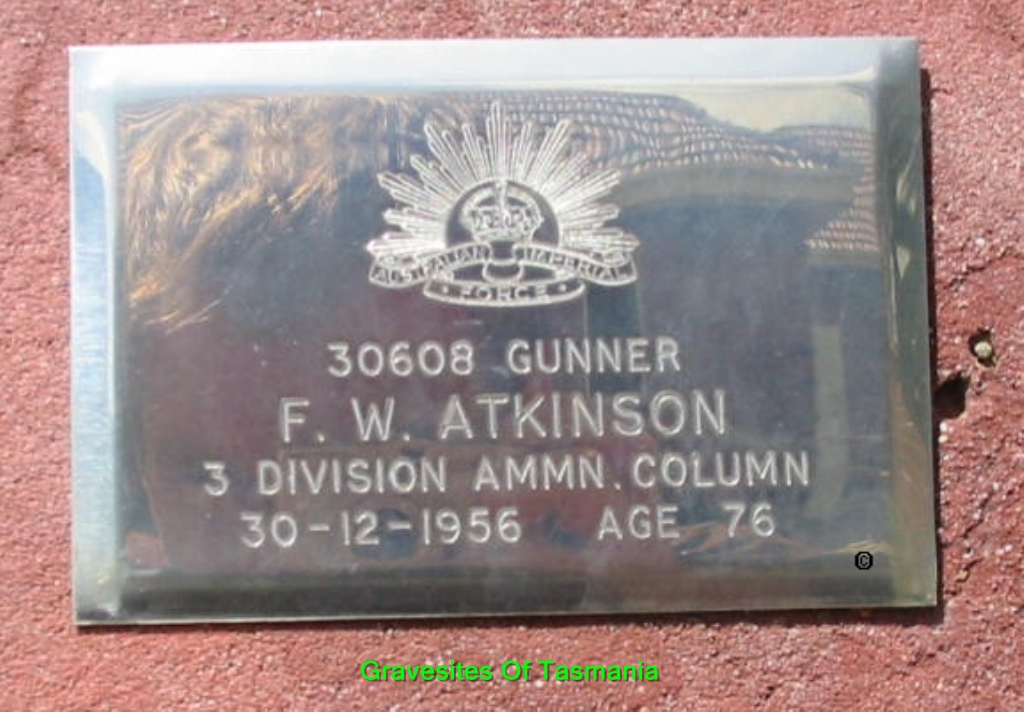 AUSTRALIAN IMPERIAL
FORCE
30608 GUNNER
F. W. ATKINSON
3 DIVISION AMMN. COLUMN
30-12-1956 AGE 76
©
Gravesites Of Tasmania